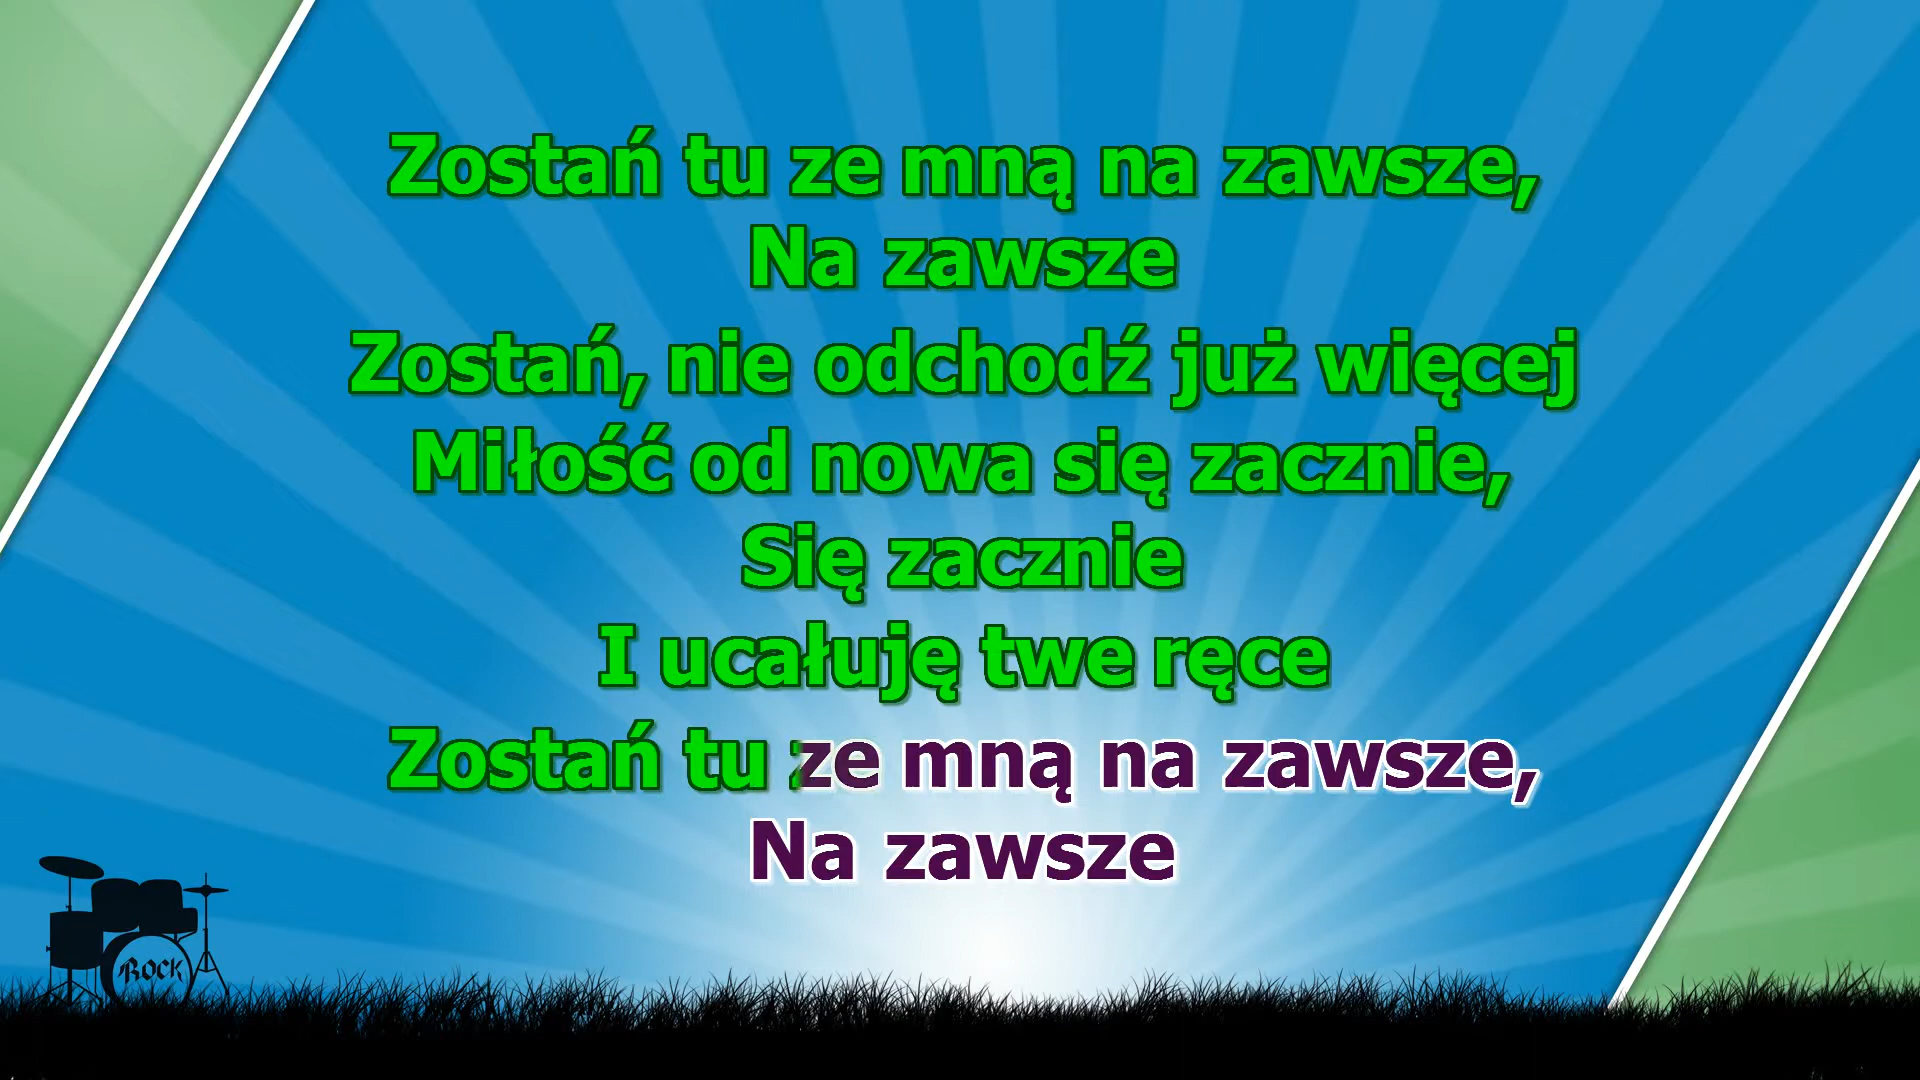 Zostań tu ze mną na zawsze,
Na zawsze
Zostań, nie odchodź już więcej
Miłość od nowa się zacznie,
Się zacznie
I ucałuję twe ręce
Zostań tu ze mną na zawsze,
Na zawsze
ROCK